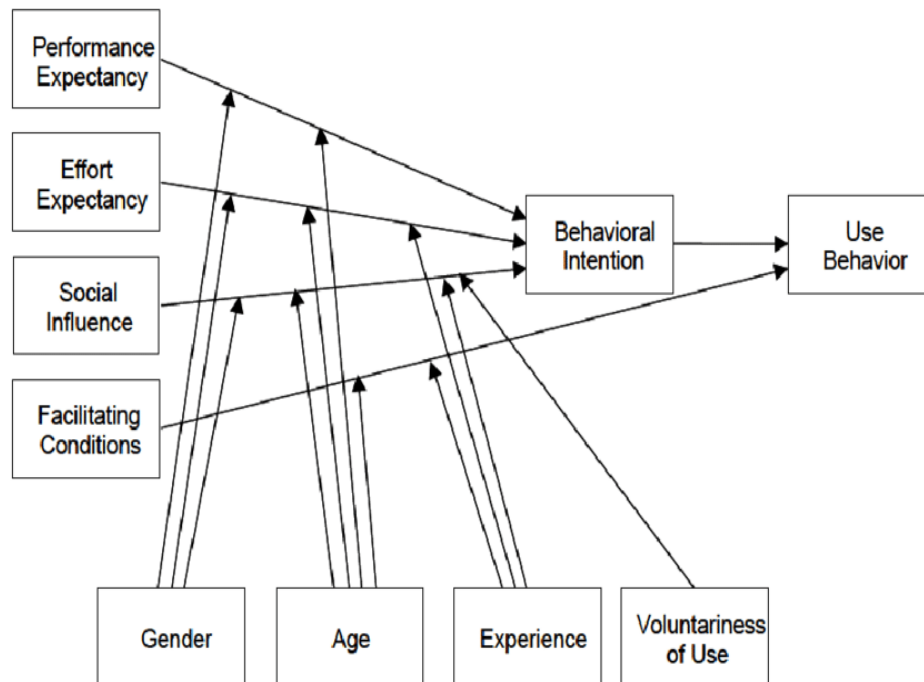 Performance
Expectancy
Effort
Expectancy
Social
Influence
Facilitating
Conditions
Behavioral
Intention
Use
Behavior
Gender
Age
Experience
Voluntariness
of Use